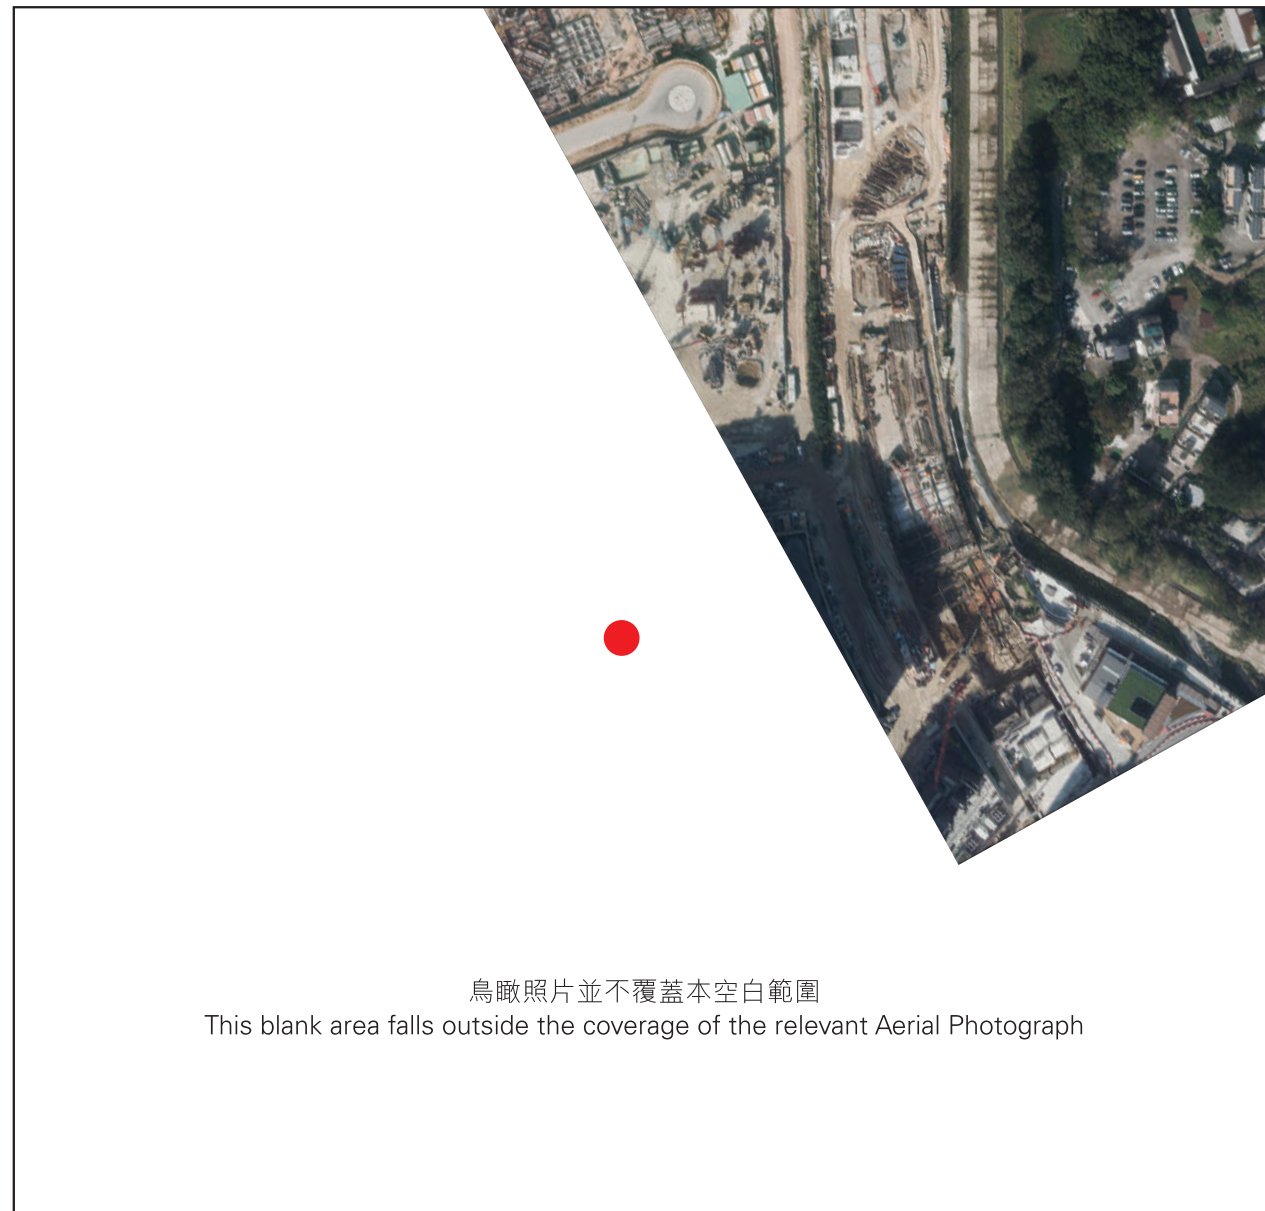 鳥瞰照片並不覆蓋本空白範圍
This blank area falls outside the coverage of the relevant Aerial Photograph